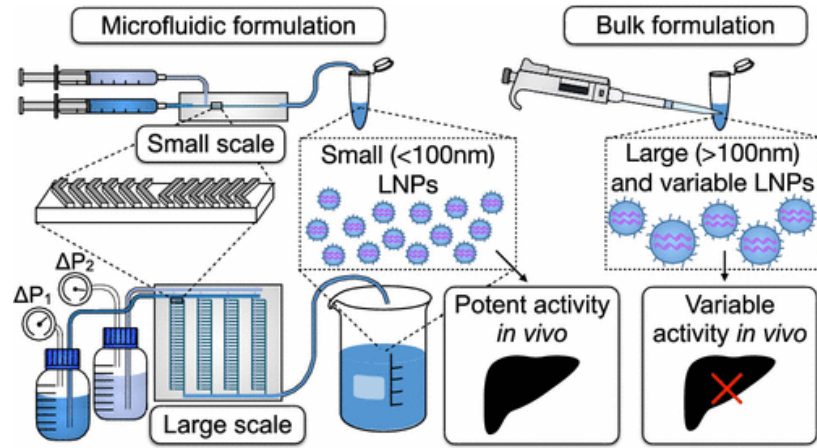 Microfluidic formulation
Bulk formulation
Small scale
Small (<100nm)
LNPs
Large (>100nm)
and variable LNPs
ΔP₂
ΔP₁
Large scale
Potent activity
in vivo
Variable
activity in vivo